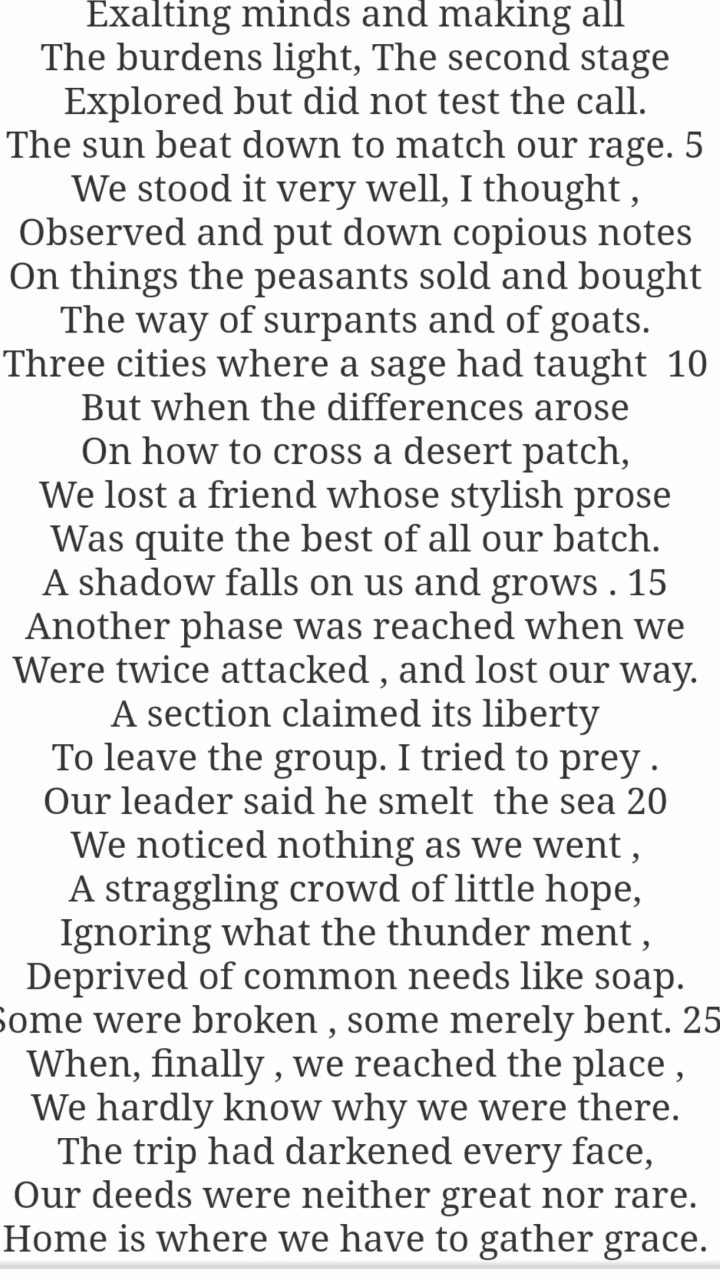 Exalting minds and making all
The burdens light, The second stage
Explored but did not test the call.
The sun beat down to match our rage. 5
We stood it very well, I thought ,
Observed and put down copious notes
On things the peasants sold and bought
The way of surpants and of goats.
Three cities where a sage had taught  10
But when the differences arose
On how to cross a desert patch,
We lost a friend whose stylish prose
Was quite the best of all our batch.
A shadow falls on us and grows . 15
Another phase was reached when we
Were twice attacked , and lost our way.
A section claimed its liberty
To leave the group. I tried to prey .
Our leader said he smelt  the sea 20
We noticed nothing as we went ,
A straggling crowd of little hope,
Ignoring what the thunder ment ,
Deprived of common needs like soap.
Some were broken , some merely bent. 25
When, finally , we reached the place ,
We hardly know why we were there.
The trip had darkened every face,
Our deeds were neither great nor rare.
Home is where we have to gather grace.